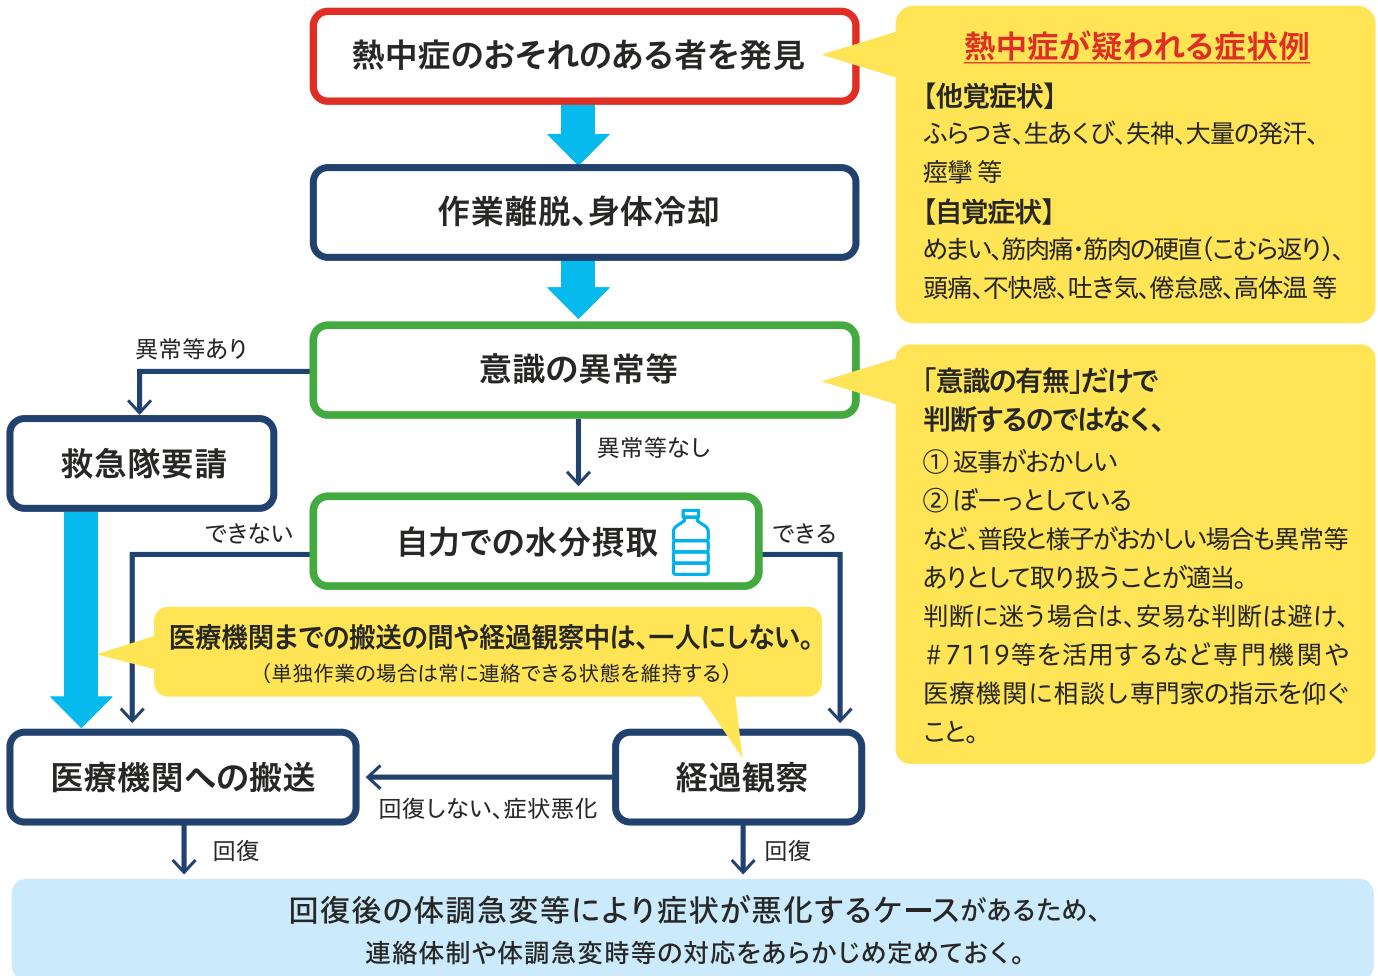 熱中症のおそれのある者を発見
熱中症が疑われる症状例
【他覚症状】
ふらつき、生あくび、失神、大量の発汗、
痙攣 等
【自覚症状】
めまい、筋肉痛・筋肉の硬直（こむら返り）、
頭痛、不快感、吐き気、倦怠感、高体温 等
作業離脱、身体冷却
意識の異常等
「意識の有無」だけで
判断するのではなく、
① 返事がおかしい
② ぼーっとしている
など、普段と様子がおかしい場合も異常等
ありとして取り扱うことが適当。
判断に迷う場合は、安易な判断は避け、
＃7119等を活用するなど専門機関や
医療機関に相談し専門家の指示を仰ぐ
こと。
異常等あり
異常等なし
救急隊要請
自力での水分摂取
できない
できる
医療機関までの搬送の間や経過観察中は、一人にしない。
（単独作業の場合は常に連絡できる状態を維持する）
医療機関への搬送
経過観察
回復しない、症状悪化
回復
回復
回復後の体調急変等により症状が悪化するケースがあるため、
連絡体制や体調急変時等の対応をあらかじめ定めておく。